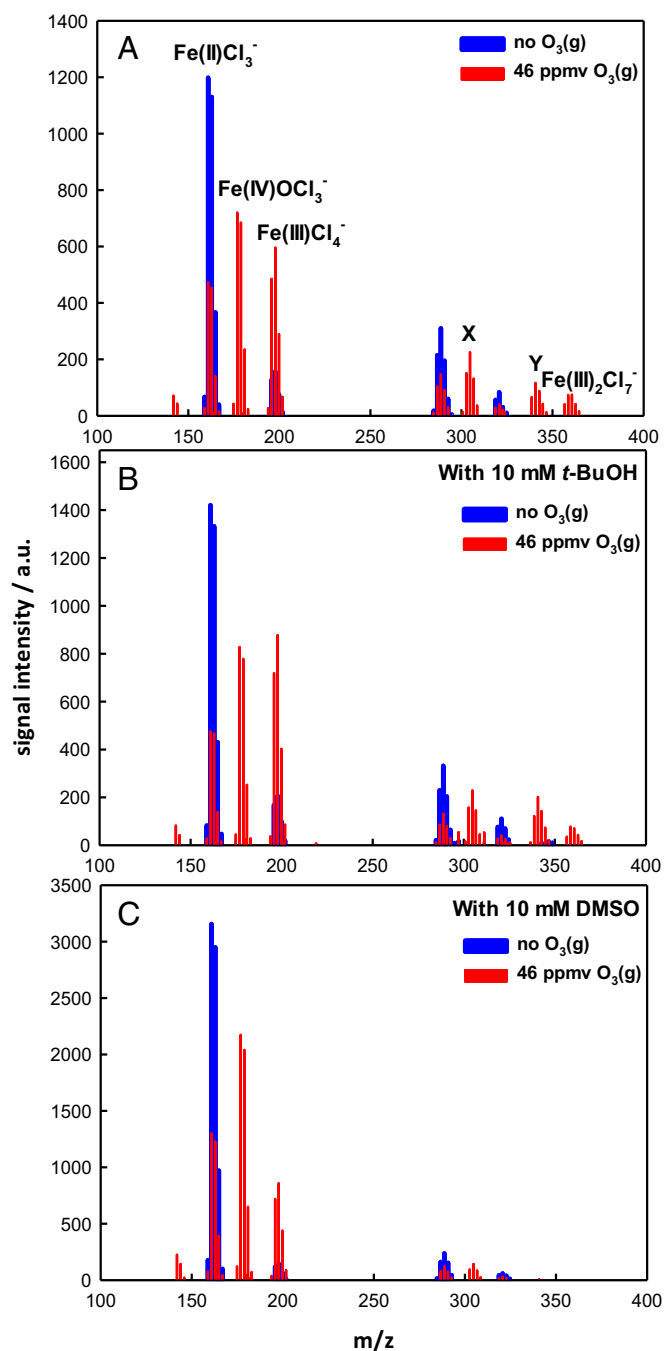 A
Fe(II)Cl₃⁻
no O₃(g)
46 ppmv O₃(g)
Fe(IV)OCl₃⁻
Fe(III)Cl₄⁻
X
Y
Fe(III)₂Cl₇⁻
1400
1200
1000
800
600
400
200
0
100 150 200 250 300 350 400
B
With 10 mM t-BuOH
no O₃(g)
46 ppmv O₃(g)
1600
1400
1200
1000
800
600
400
200
0
100 150 200 250 300 350 400
signal intensity / a.u.
C
With 10 mM DMSO
no O₃(g)
46 ppmv O₃(g)
3500
3000
2500
2000
1500
1000
500
0
100 150 200 250 300 350 400
m/z